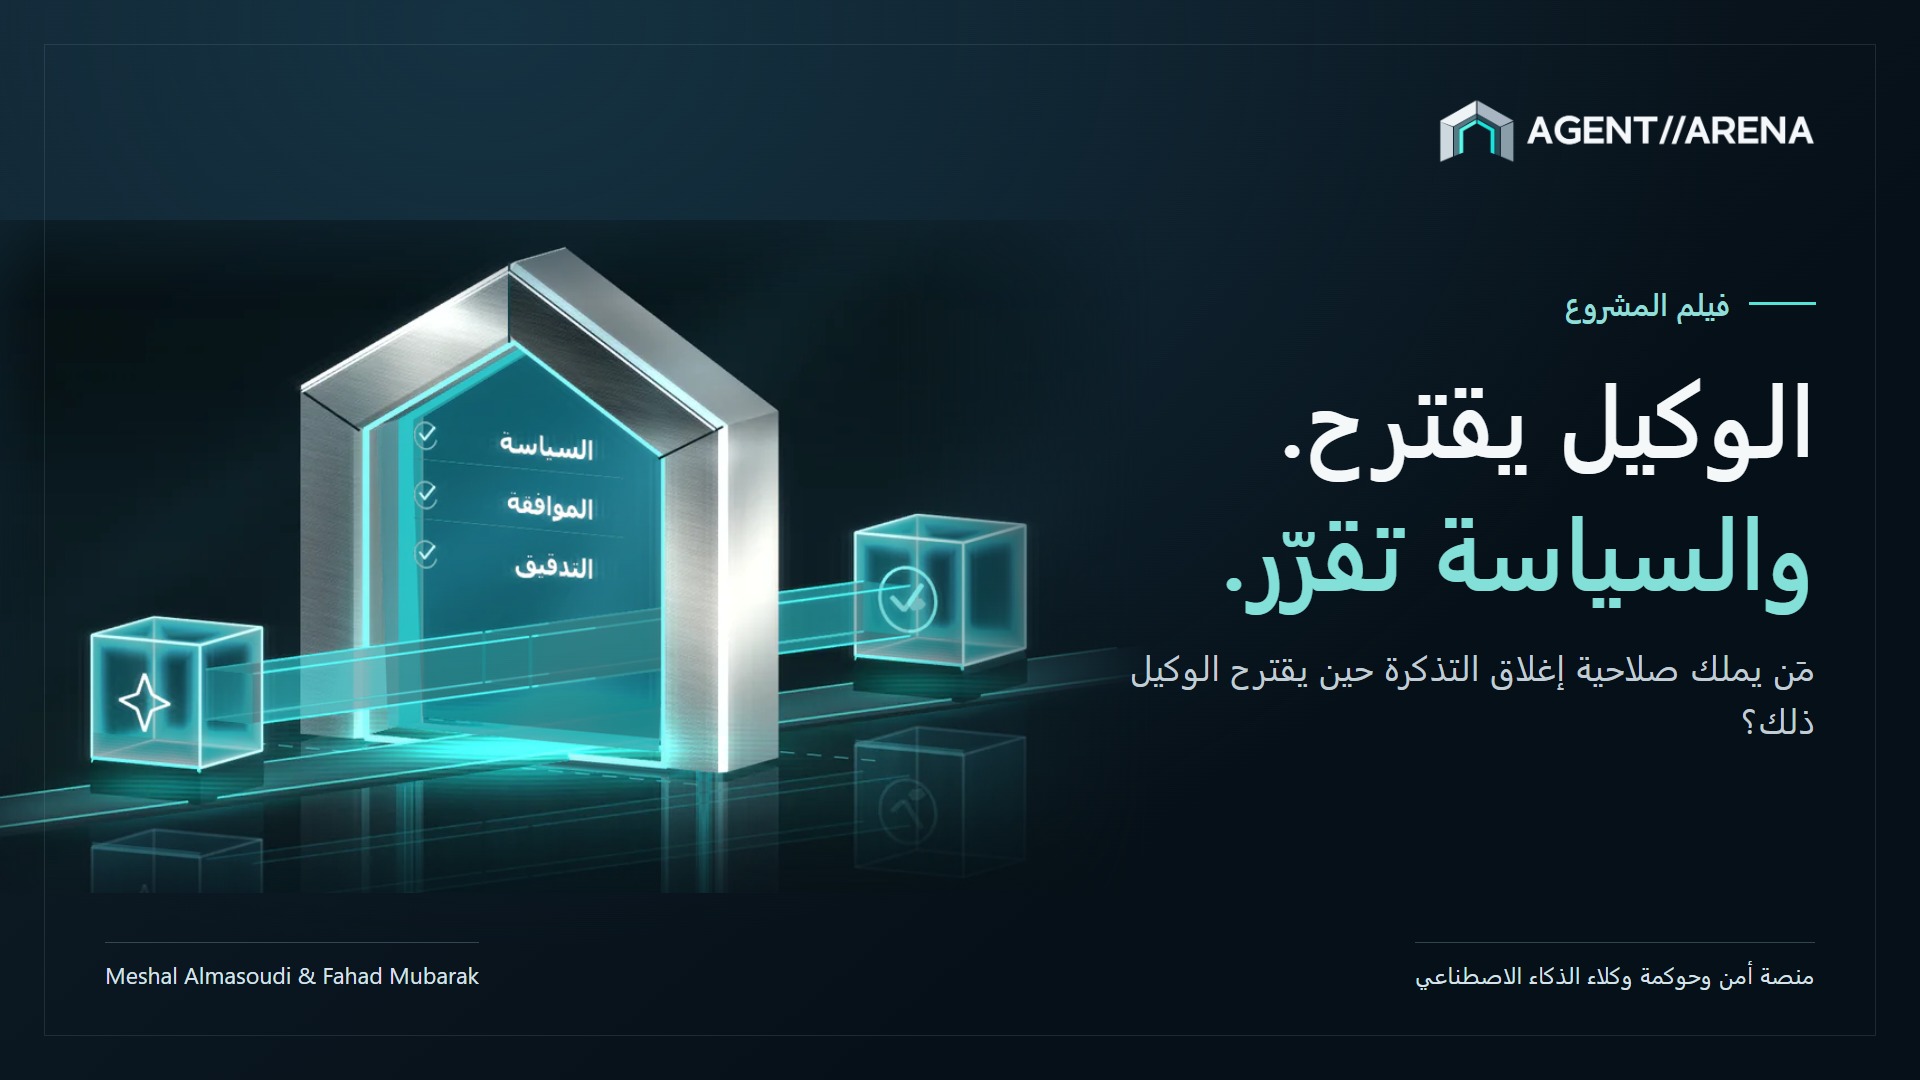 AGENT//ARENA
فيلم المشروع
الوكيل يقترح.
والسياسة تقرّر.
مَن يملك صلاحية إغلاق التذكرة حين يقترح الوكيل
ذلك؟
السياسة
الموافقة
التدقيق
منصة أمن وحوكمة وكلاء الذكاء الاصطناعي
Meshal Almasoudi & Fahad Mubarak